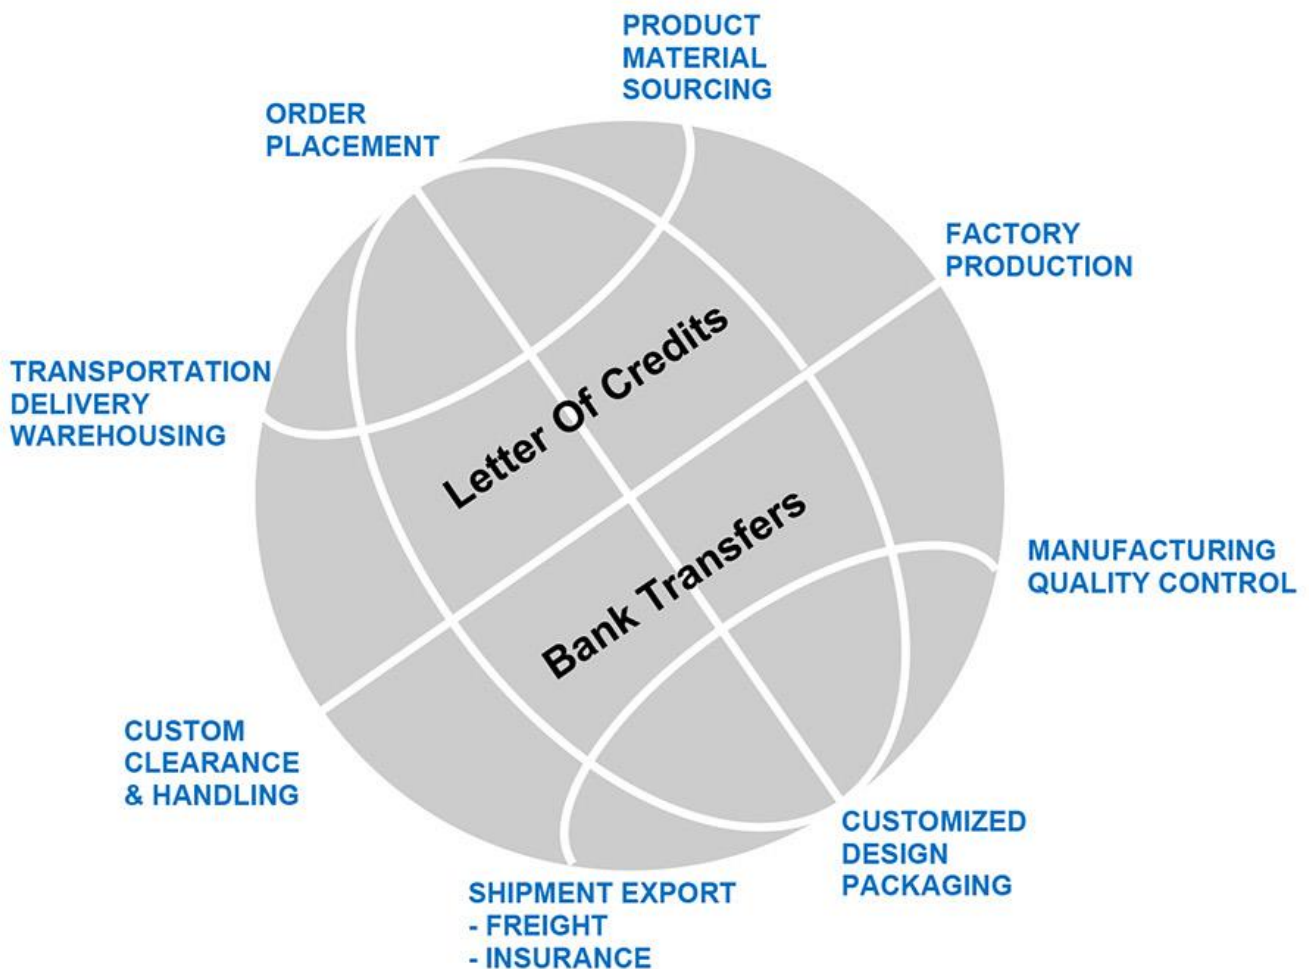 PRODUCT
MATERIAL
SOURCING
ORDER
PLACEMENT
FACTORY
PRODUCTION
TRANSPORTATION
DELIVERY
WAREHOUSING
Letter Of Credits
Bank Transfers
MANUFACTURING
QUALITY CONTROL
CUSTOM
CLEARANCE
& HANDLING
CUSTOMIZED
DESIGN
PACKAGING
SHIPMENT EXPORT
- FREIGHT
- INSURANCE